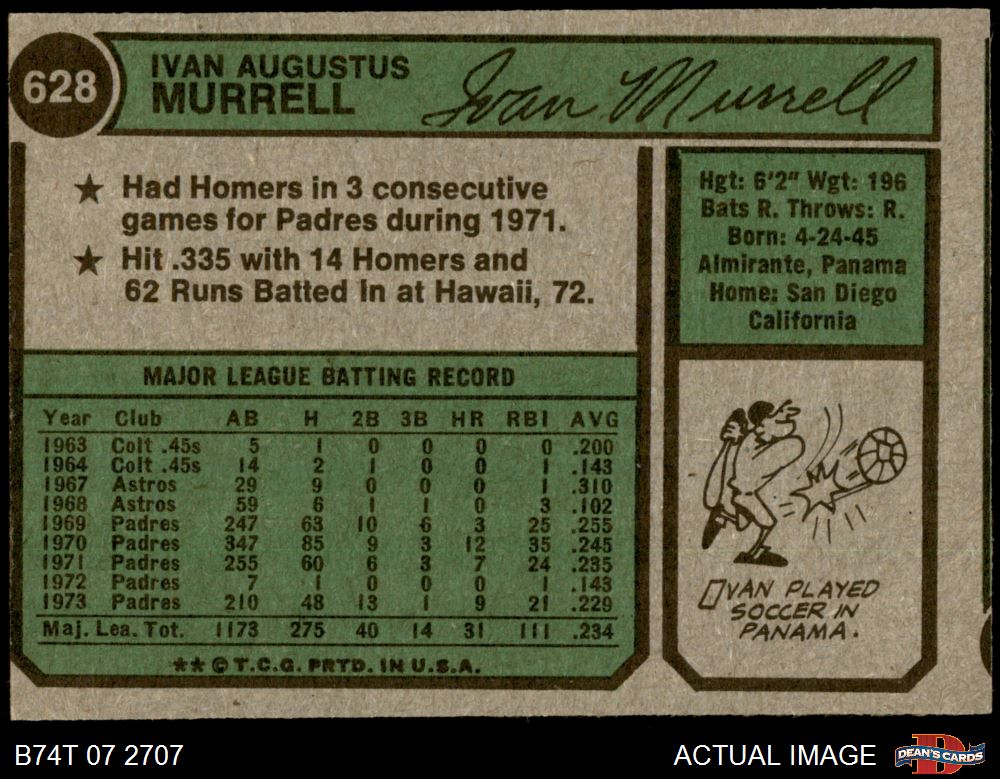 628
IVAN AUGUSTUS
MURRELL
Ivan Murrell
★ Had Homers in 3 consecutive
games for Padres during 1971.
★ Hit .335 with 14 Homers and
62 Runs Batted In at Hawaii, 72.
Hgt: 6'2" Wgt: 196
Bats R. Throws: R.
Born: 4-24-45
Almirante, Panama
Home: San Diego
California
MAJOR LEAGUE BATTING RECORD
Year Club AB H 2B 3B HR RBI AVG
1963 Colt .45s 5 1 0 0 0 0 .200
1964 Colt .45s 14 2 1 0 0 1 .143
1967 Astros 29 9 0 0 0 1 .310
1968 Astros 59 6 1 1 0 3 .102
1969 Padres 247 63 10 6 3 25 .255
1970 Padres 347 85 9 3 12 35 .245
1971 Padres 255 60 6 3 7 24 .235
1972 Padres 7 1 0 0 0 1 .143
1973 Padres 210 48 13 1 9 21 .229
Maj. Lea. Tot. 1173 275 40 14 31 111 .234
** © T.C.G. PRTD. IN U.S.A.
IVAN PLAYED
SOCCER IN
PANAMA.
B74T 07 2707
ACTUAL IMAGE
D
DEAN'S CARDS